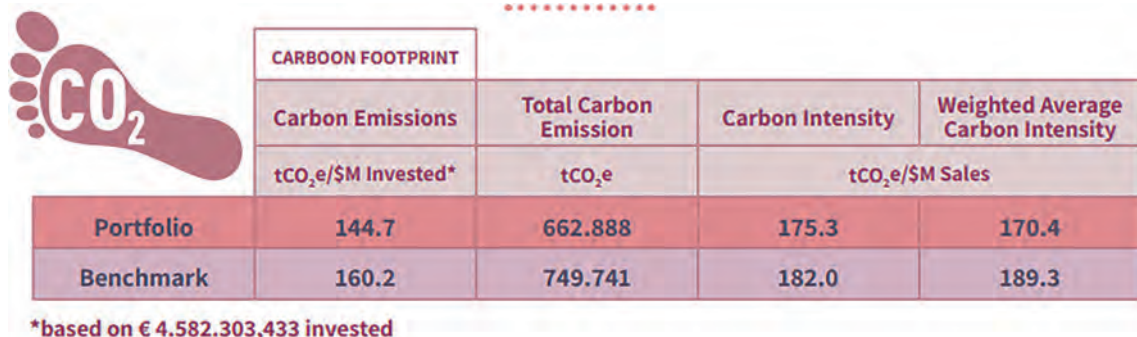 CO2
CARBOON FOOTPRINT
Carbon Emissions
Total Carbon
Emission
Carbon Intensity
Weighted Average
Carbon Intensity
tCO2e/$M Invested*
tCO2e
tCO2e/$M Sales
Portfolio 144.7 662.888 175.3 170.4
Benchmark 160.2 749.741 182.0 189.3
*based on € 4.582.303,433 invested